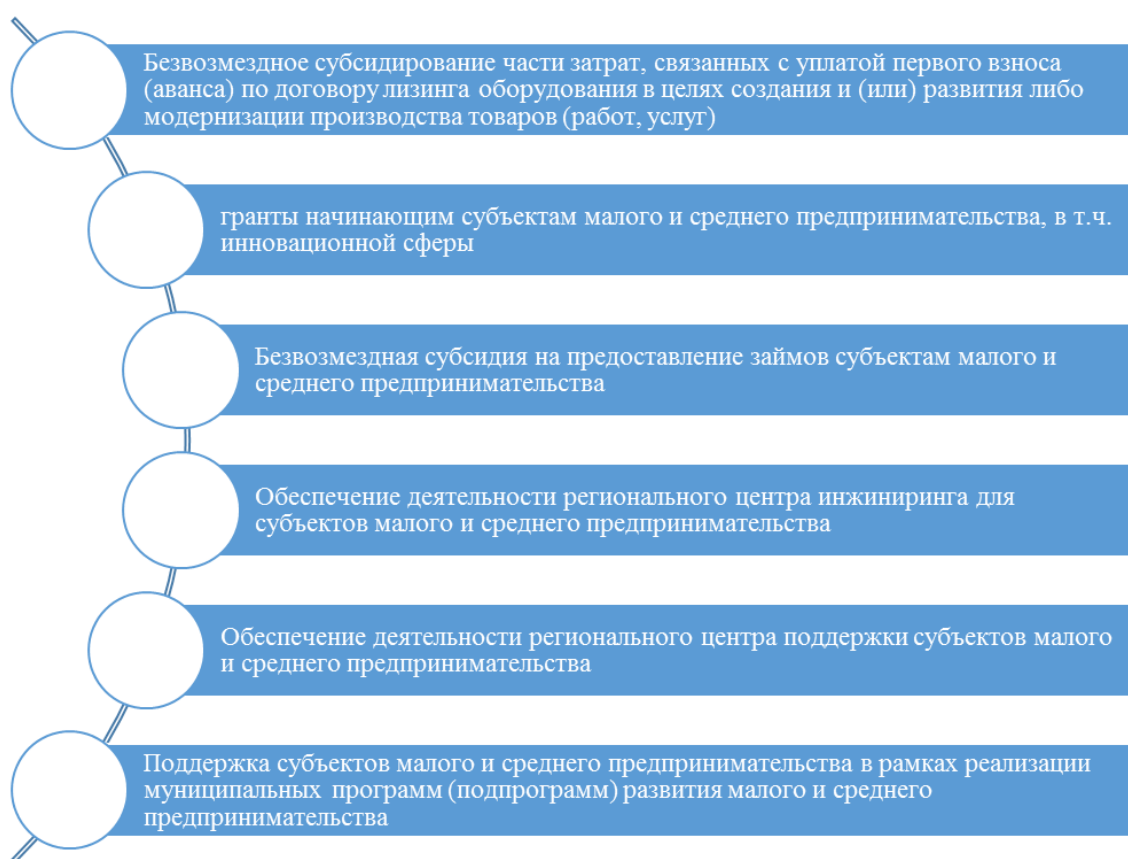 Безвозмездное субсидирование части затрат, связанных с уплатой первого взноса
(аванса) по договору лизинга оборудования в целях создания и (или) развития либо
модернизации производства товаров (работ, услуг)
гранты начинающим субъектам малого и среднего предпринимательства, в т.ч.
инновационной сферы
Безвозмездная субсидия на предоставление займов субъектам малого и
среднего предпринимательства
Обеспечение деятельности регионального центра инжиниринга для
субъектов малого и среднего предпринимательства
Обеспечение деятельности регионального центра поддержки субъектов малого
и среднего предпринимательства
Поддержка субъектов малого и среднего предпринимательства в рамках реализации
муниципальных программ (подпрограмм) развития малого и среднего
предпринимательства